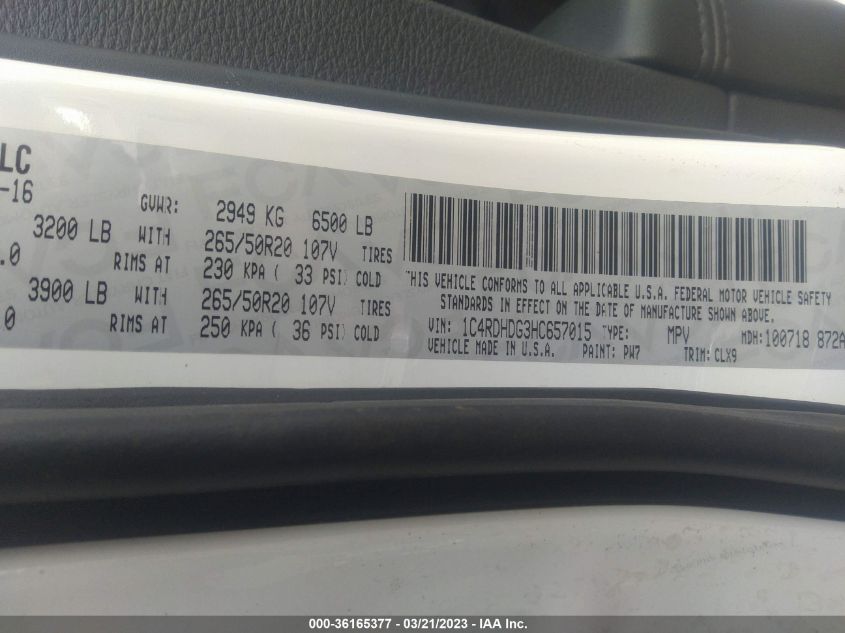 LC
-16
GVWR: 2949 KG 6500 LB
3200 LB WITH 265/50R20 107V TIRES
.0 RIMS AT 230 KPA ( 33 PSI) COLD
3900 LB WITH 265/50R20 107V TIRES
0 RIMS AT 250 KPA ( 36 PSI) COLD
THIS VEHICLE CONFORMS TO ALL APPLICABLE U.S.A. FEDERAL MOTOR VEHICLE SAFETY
STANDARDS IN EFFECT ON THE DATE OF MANUFACTURE SHOWN ABOVE.
VIN: 1C4RDHDG3HC657015 TYPE: MPV MDH:100718 872A
VEHICLE MADE IN U.S.A. PAINT: PW7 TRIM: CLX9
000-36165377 - 03/21/2023 - IAA Inc.